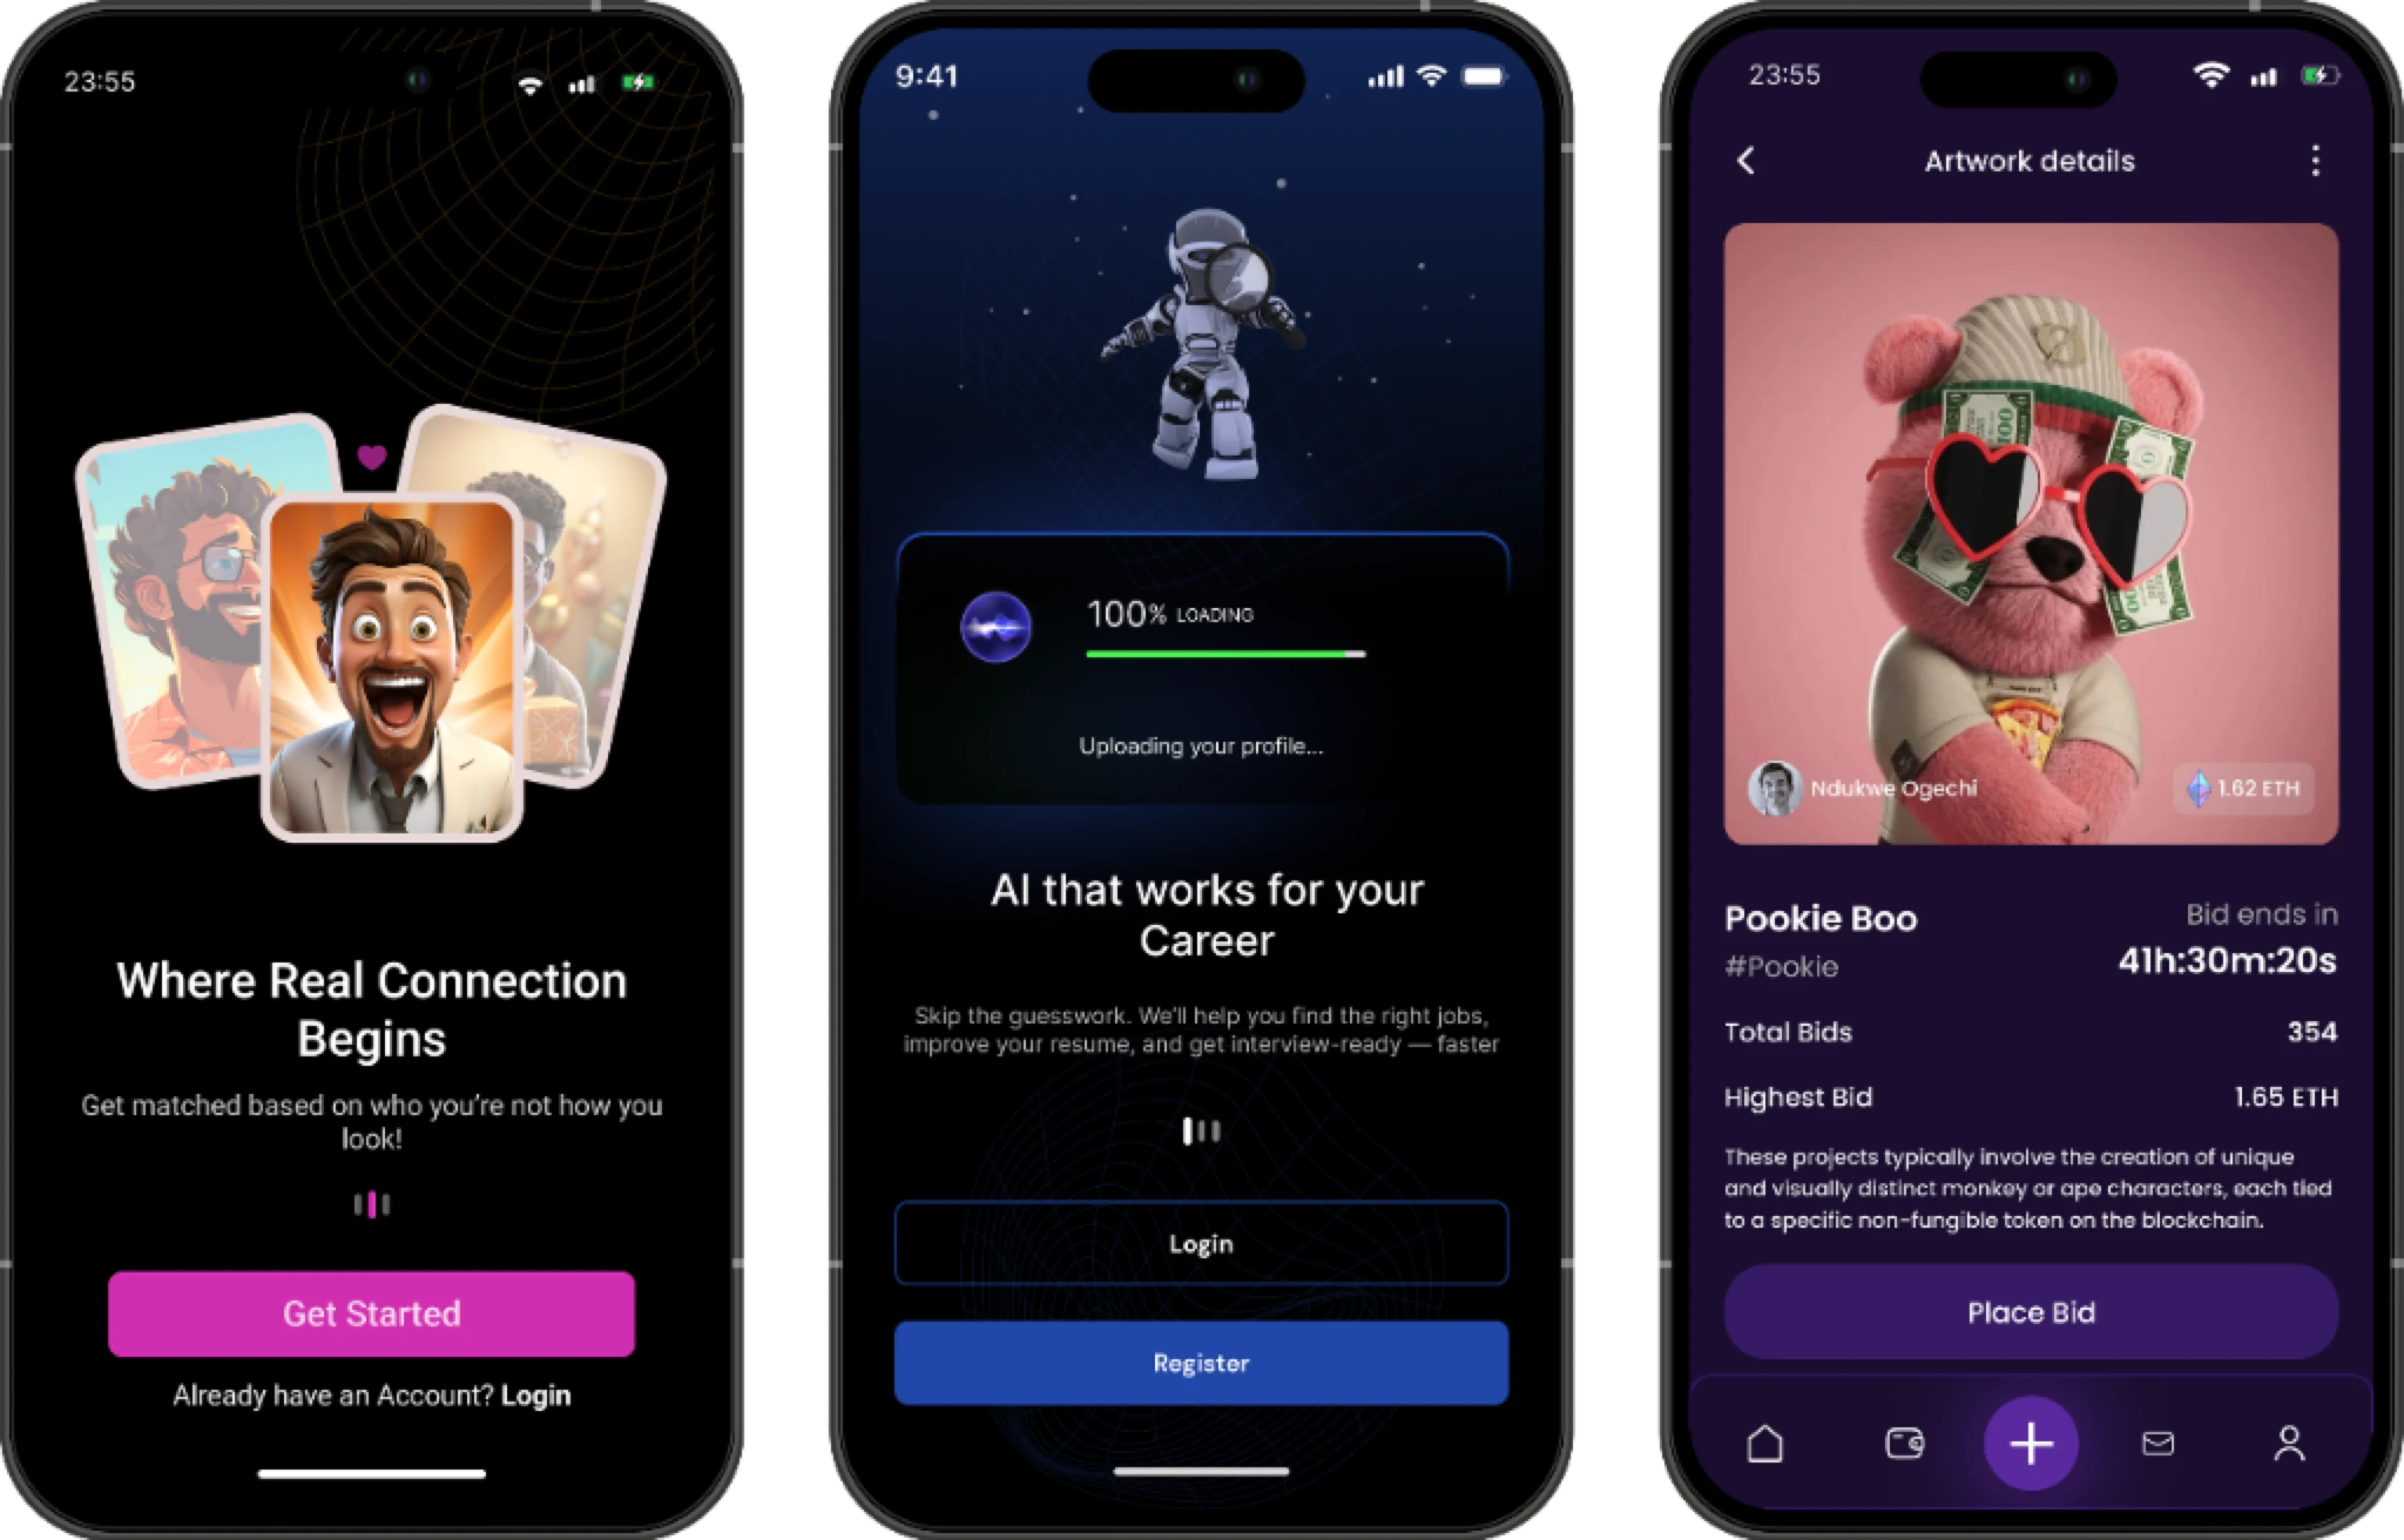 23:55
Where Real Connection
Begins
Get matched based on who you’re not how you
look!
Get Started
Already have an Account? Login
9:41
100% LOADING
Uploading your profile...
AI that works for your
Career
Skip the guesswork. We’ll help you find the right jobs,
improve your resume, and get interview-ready — faster
Login
Register
23:55
Artwork details
Ndukwe Ogechi
1.62 ETH
Pookie Boo
Bid ends in
#Pookie
41h:30m:20s
Total Bids
354
Highest Bid
1.65 ETH
These projects typically involve the creation of unique
and visually distinct monkey or ape characters, each tied
to a specific non-fungible token on the blockchain.
Place Bid